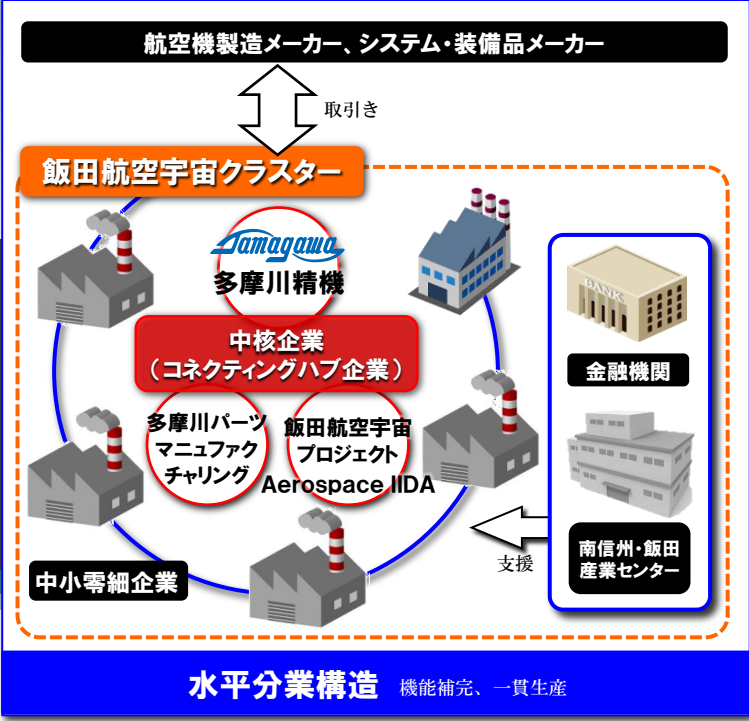 航空機製造メーカー、システム・装備品メーカー
取引き
飯田航空宇宙クラスター
Tamagawa
多摩川精機
中核企業
（コネクティングハブ企業）
多摩川パーツ
マニュファク
チャリング
飯田航空宇宙
プロジェクト
Aerospace IIDA
中小零細企業
BANK
金融機関
南信州・飯田
産業センター
支援
水平分業構造 機能補完、一貫生産